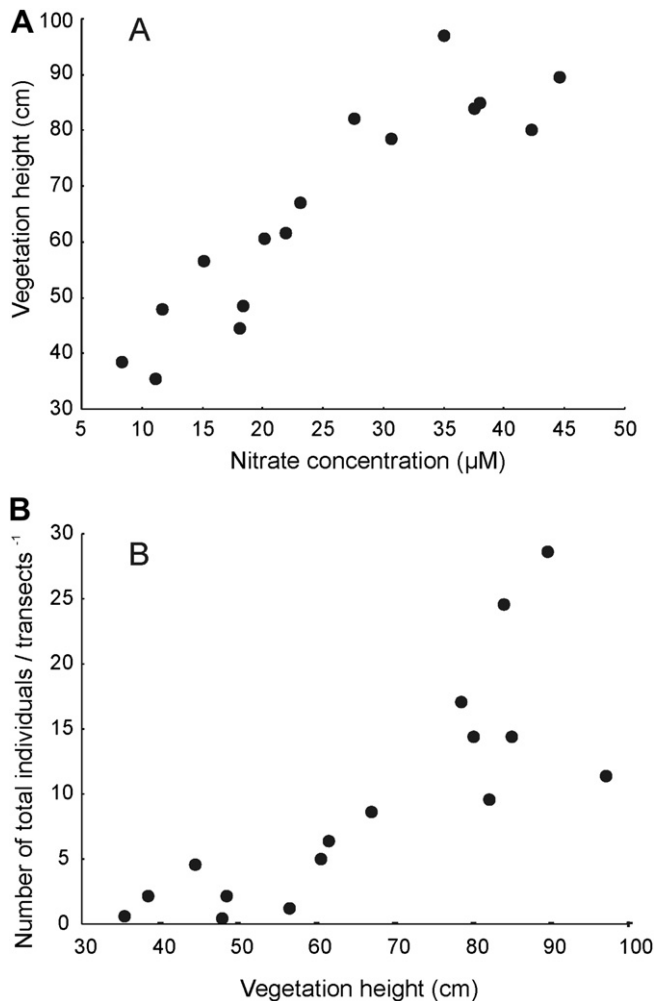 A
A
100
90
80
70
60
50
40
30
Vegetation height (cm)
5 10 15 20 25 30 35 40 45 50
Nitrate concentration (µM)
B
B
30
25
20
15
10
5
0
Number of total individuals / transects⁻¹
30 40 50 60 70 80 90 100
Vegetation height (cm)